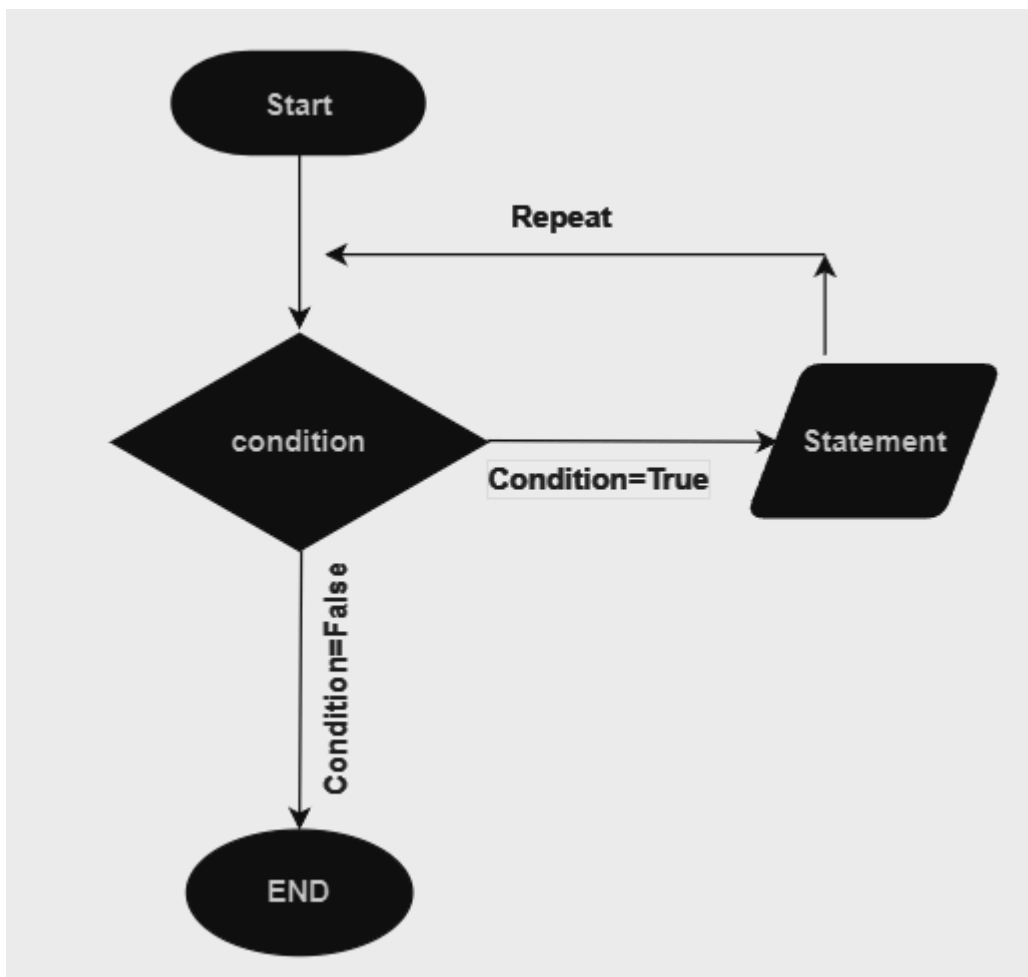 Start
Repeat
condition
Condition=True
Statement
Condition=False
END